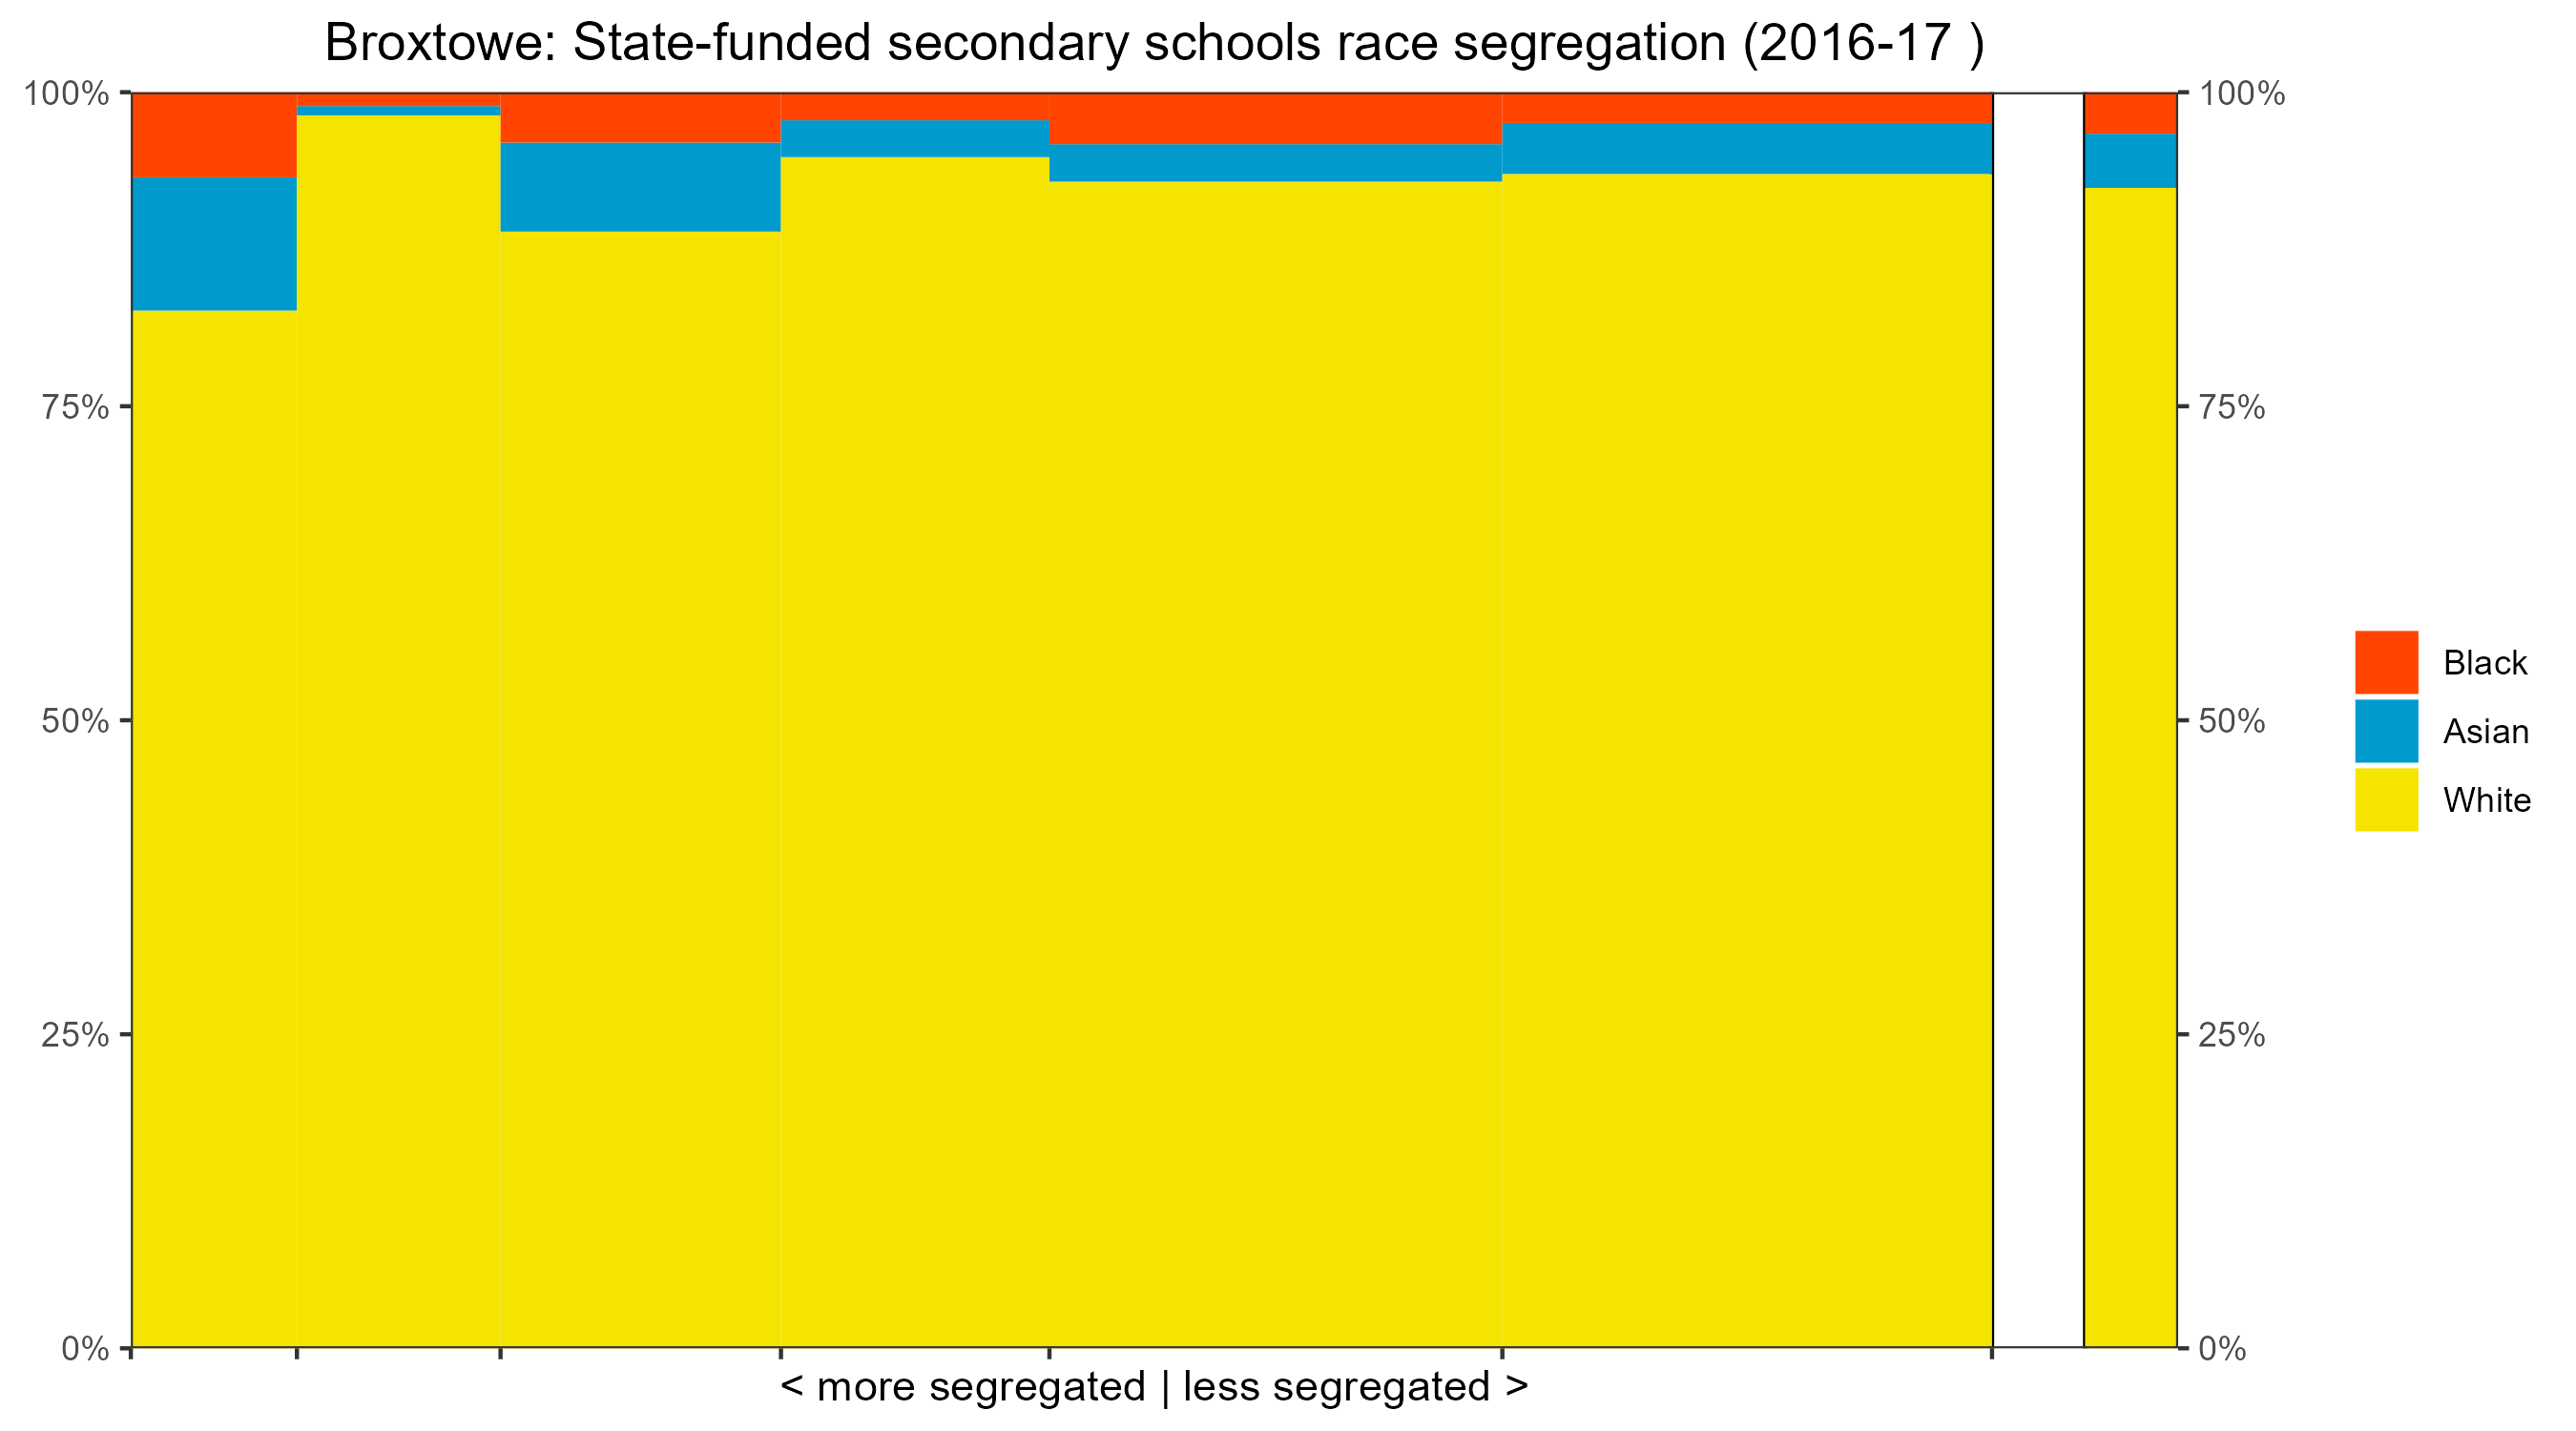 Broxtowe: State-funded secondary schools race segregation (2016-17 )
100%
75%
50%
25%
0%
100%
75%
50%
25%
0%
Black
Asian
White
< more segregated | less segregated >